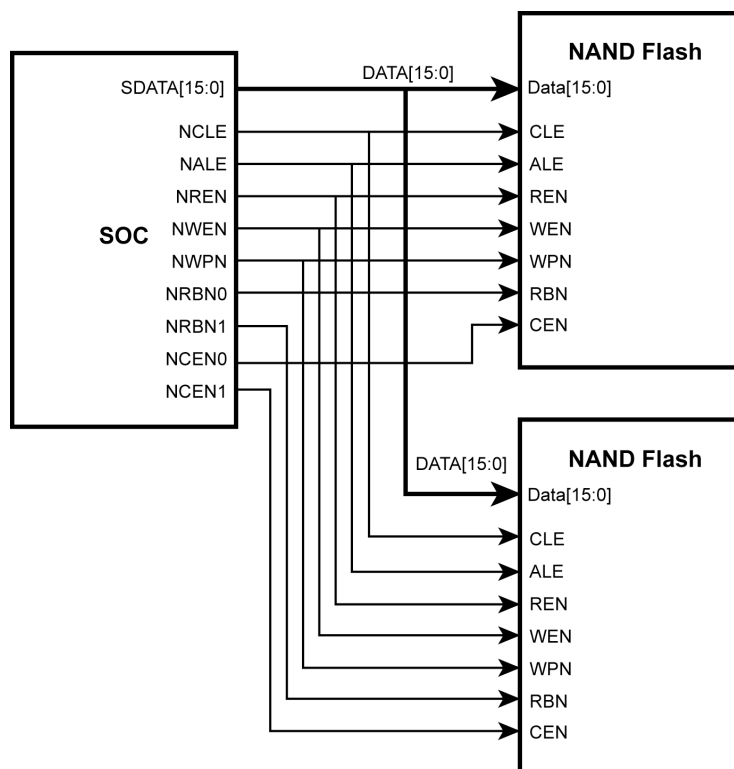 SOC
SDATA[15:0]
NCLE
NALE
NREN
NWEN
NWPN
NRBN0
NRBN1
NCEN0
NCEN1
DATA[15:0]
NAND Flash
Data[15:0]
CLE
ALE
REN
WEN
WPN
RBN
CEN
DATA[15:0]
NAND Flash
Data[15:0]
CLE
ALE
REN
WEN
WPN
RBN
CEN